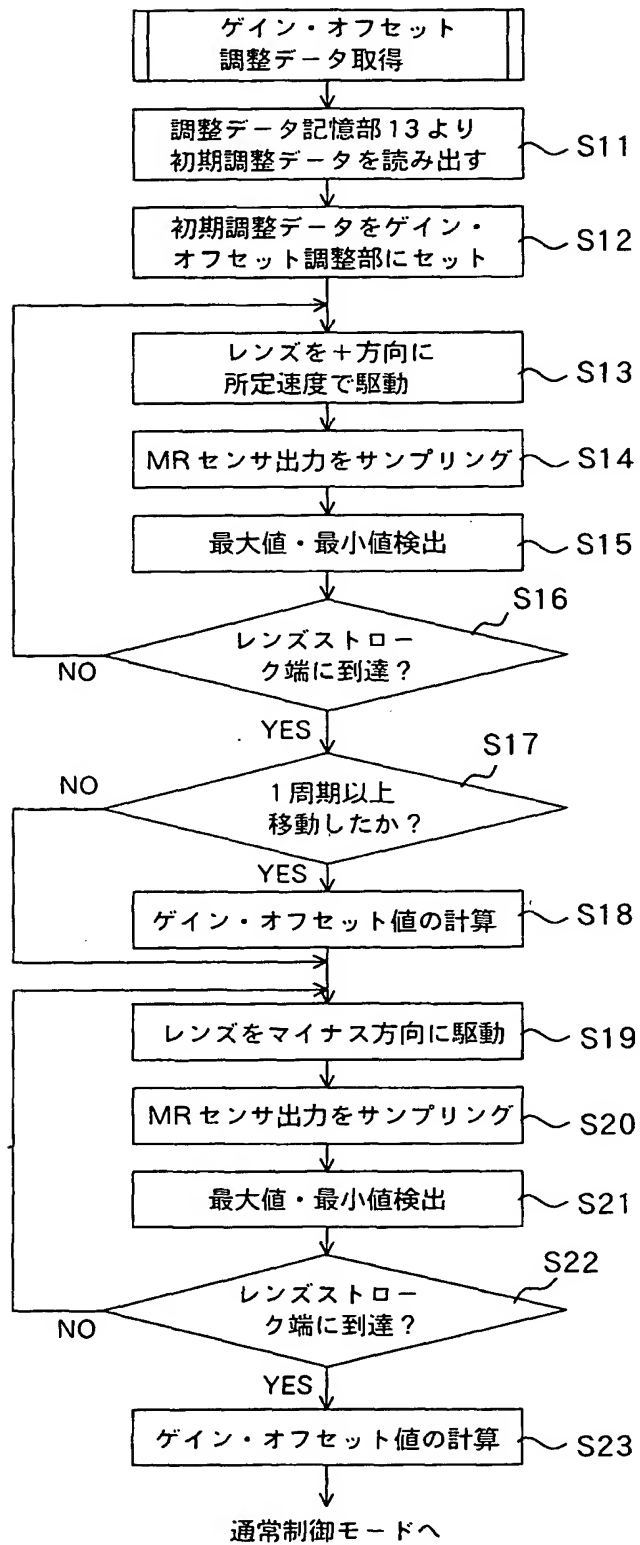 ゲイン・オフセット
調整データ取得
調整データ記憶部13より
初期調整データを読み出す
S11
初期調整データをゲイン・
オフセット調整部にセット
S12
レンズを+方向に
所定速度で駆動
S13
MRセンサ出力をサンプリング
S14
最大値・最小値検出
S15
S16
レンズストロー
ク端に到達?
NO
YES
S17
NO
1周期以上
移動したか?
YES
ゲイン・オフセット値の計算
S18
レンズをマイナス方向に駆動
S19
MRセンサ出力をサンプリング
S20
最大値・最小値検出
S21
S22
レンズストロー
ク端に到達?
NO
YES
ゲイン・オフセット値の計算
S23
通常制御モードへ